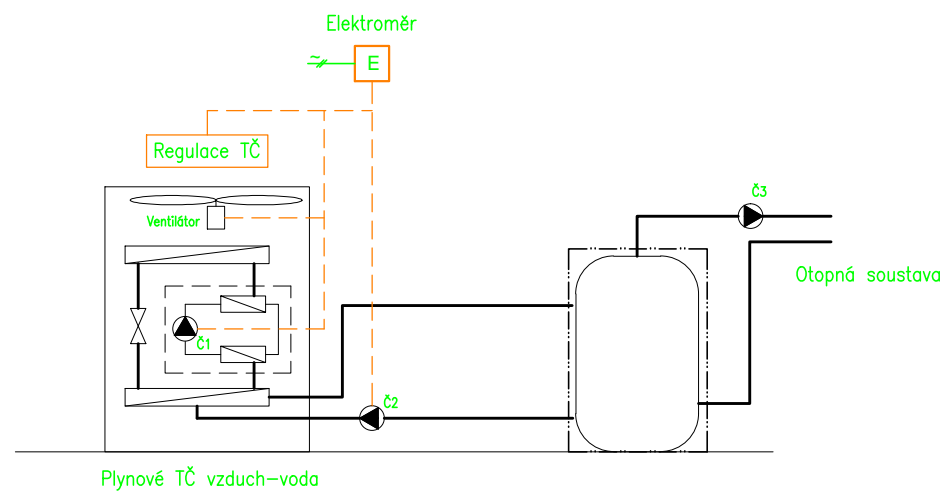 Elektroměr
~
E
Regulace TČ
Č3
Ventilátor
Otopná soustava
Č1
Č2
Plynové TČ vzduch-voda